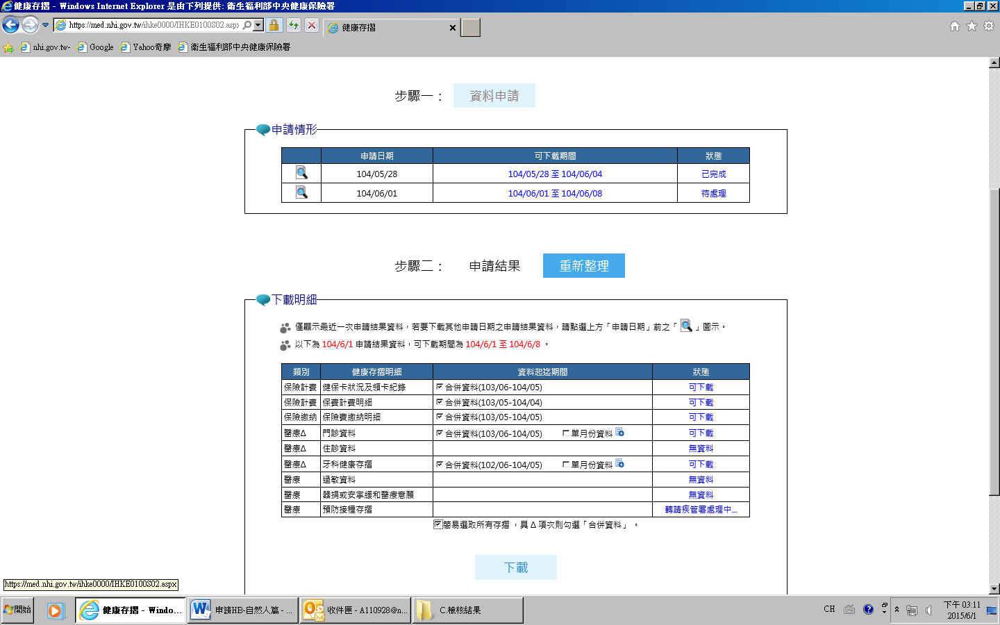 健康存摺 - Windows Internet Explorer 是由下列提供: 衛生福利部中央健康保險署
https://med.nhi.gov.tw/ihke0000/IHKE0100S02.aspx
健康存摺
nhi.gov.tw-
Google
Yahoo奇摩
衛生福利部中央健康保險署
步驟一： 資料申請
申請情形
申請日期 可下載期間 狀態
104/05/28 104/05/28 至 104/06/04 已完成
104/06/01 104/06/01 至 104/06/08 待處理
步驟二： 申請結果 重新整理
下載明細
僅顯示最近一次申請結果資料，若要下載其他申請日期之申請結果資料，請點選上方「申請日期」前之「 」圖示。
以下為 104/6/1 申請結果資料，可下載期間為 104/6/1 至 104/6/8 。
類別 健康存摺明細 資料起迄期間 狀態
保險計費 健保卡狀況及領卡紀錄 合併資料(103/06-104/05) 可下載
保險計費 保費計費明細 合併資料(103/05-104/04) 可下載
保險繳納 保險費繳納明細 合併資料(103/05-104/05) 可下載
醫療Δ 門診資料 合併資料(103/06-104/05) 單月份資料 可下載
醫療Δ 住診資料 無資料
醫療Δ 牙科健康存摺 合併資料(102/06-104/05) 單月份資料 可下載
醫療 過敏資料 無資料
醫療 器捐或安寧緩和醫療意願 無資料
醫療 預防接種存摺 轉請疾管署處理中...
簡易選取所有存摺 ，具 Δ 項次則勾選「合併資料」 。
下載
https://med.nhi.gov.tw/ihke0000/IHKE0100S02.aspx
開始
健康存摺 - Windo...
申請HB-自然人篇 - ...
收件匣 - A110928@n...
C.檢核結果
CH
下午 03:11
2015/6/1